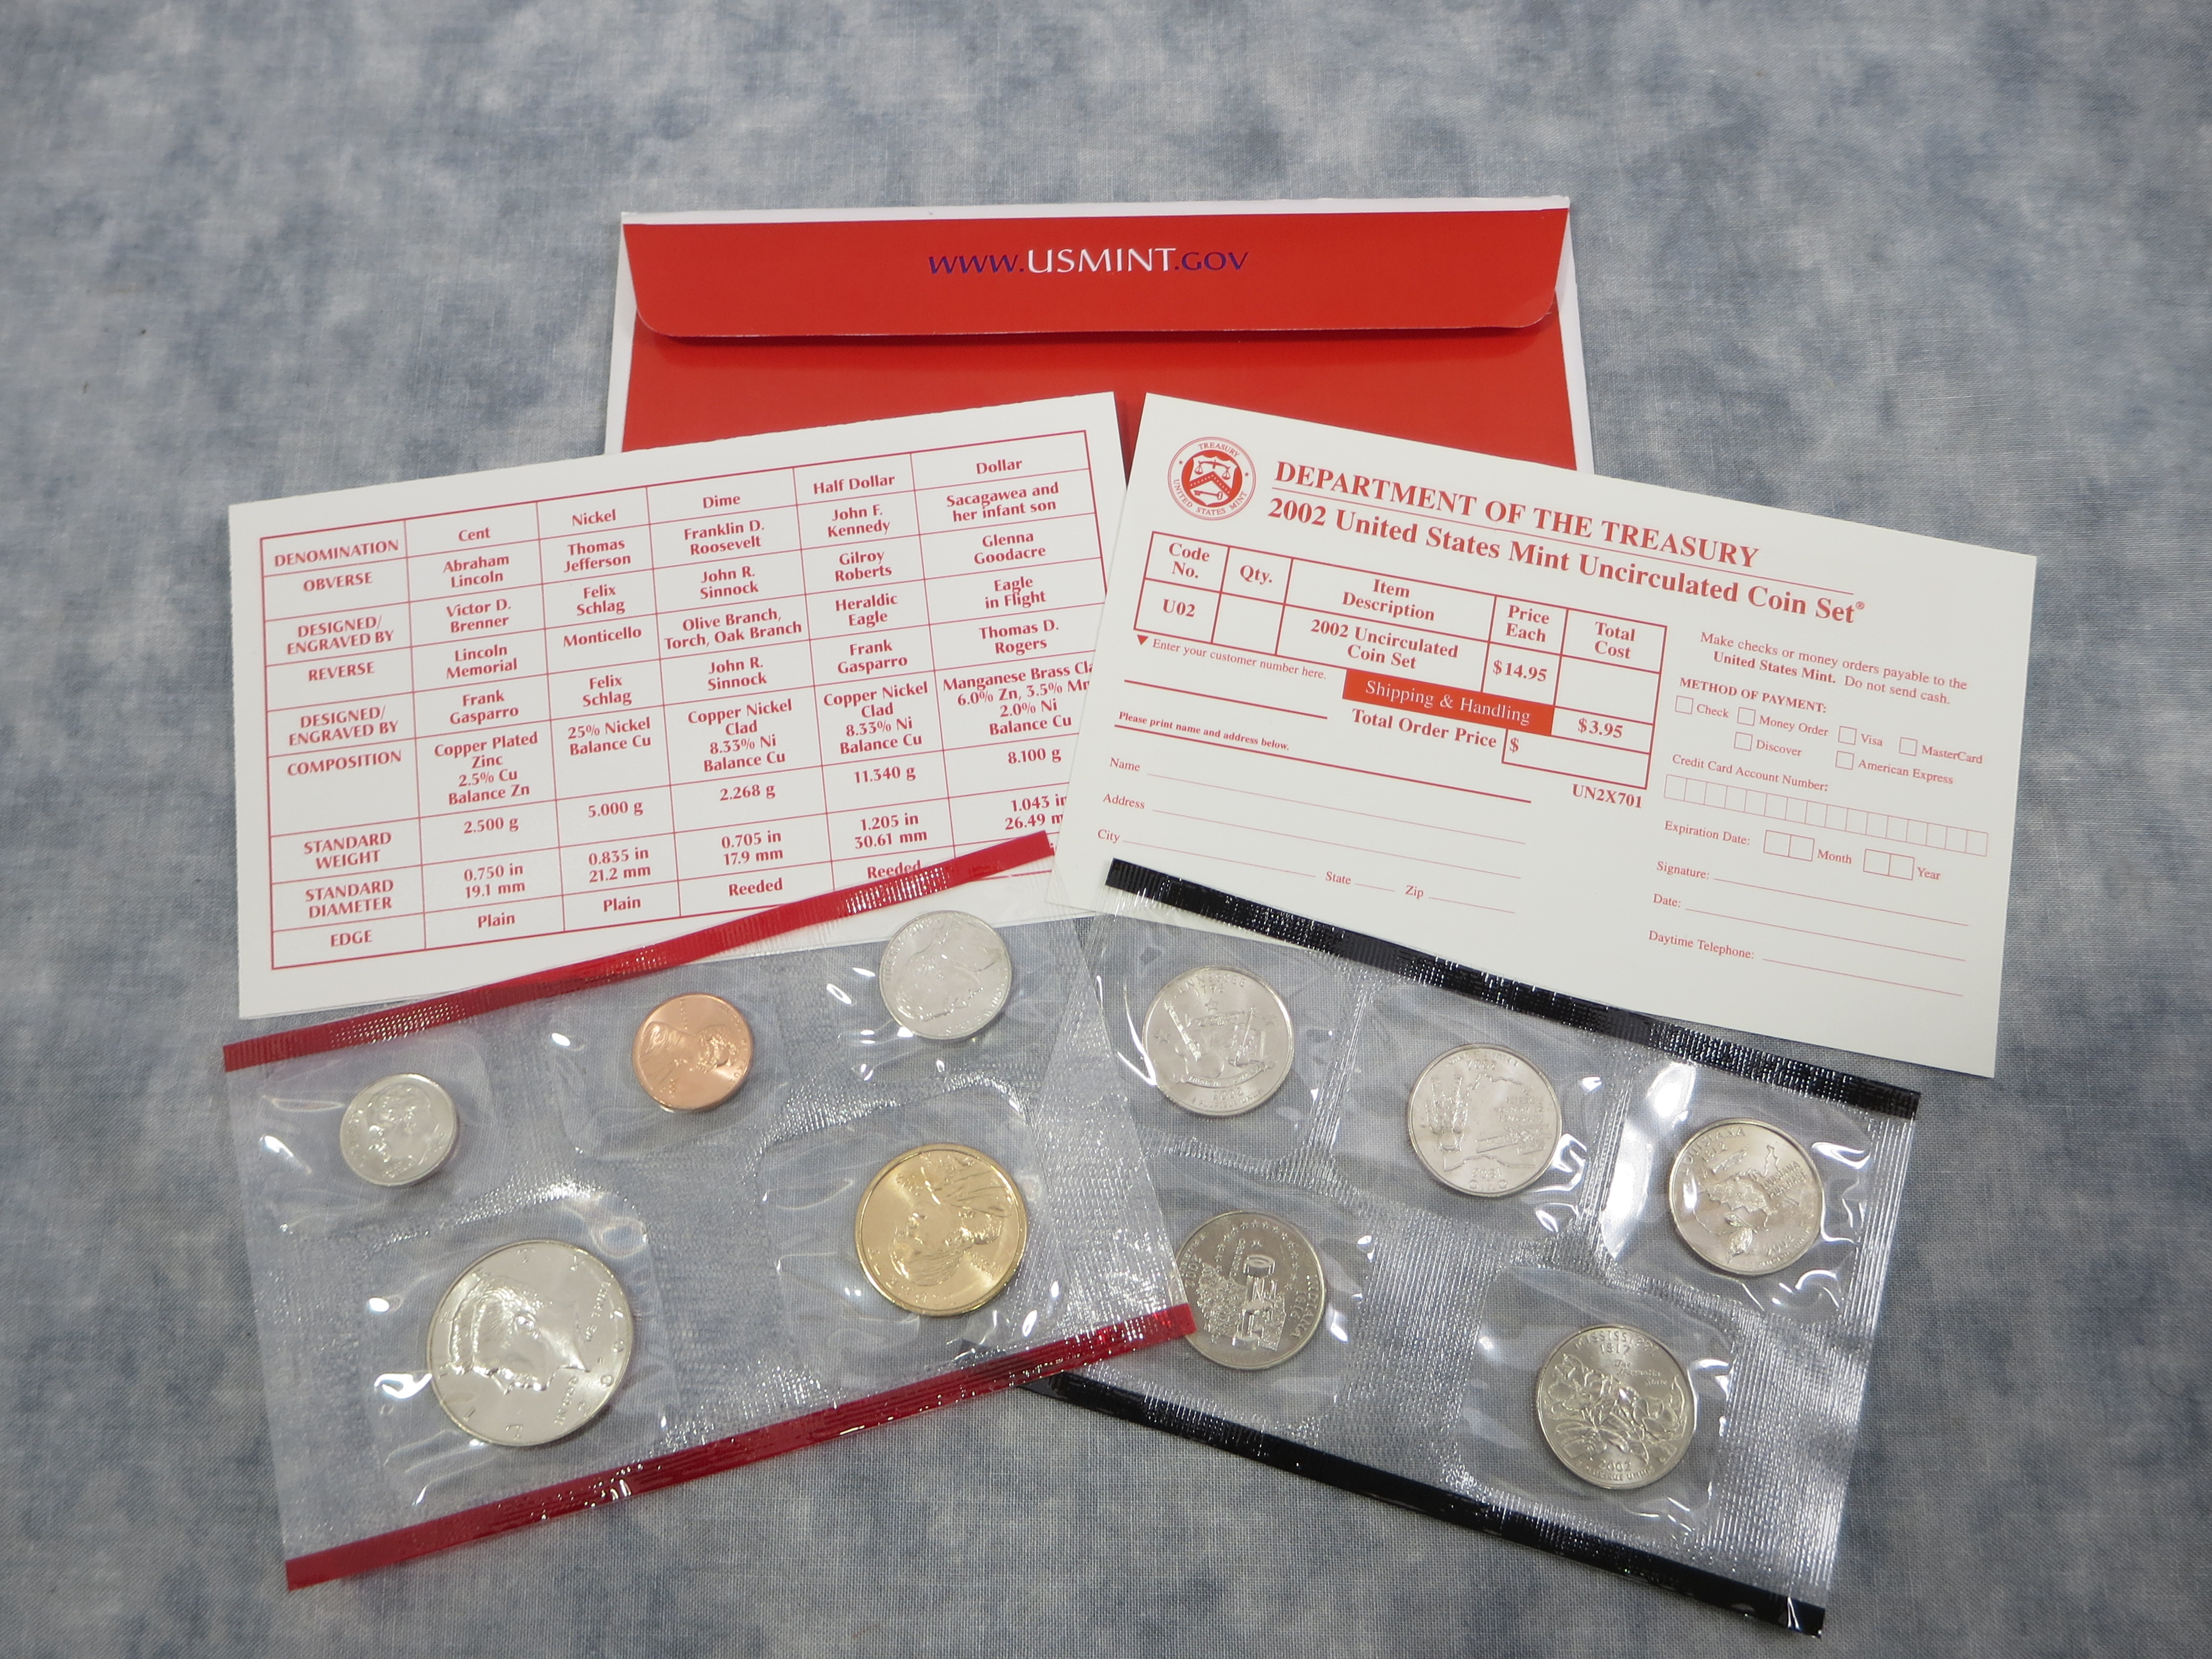 WWW.USMINT.GOV
DENOMINATION
Cent
Nickel
Dime
Half Dollar
Dollar
OBVERSE
Abraham
Lincoln
Thomas
Jefferson
Franklin D.
Roosevelt
John F.
Kennedy
Sacagawea and
her infant son
DESIGNED/
ENGRAVED BY
Victor D.
Brenner
Felix
Schlag
John R.
Sinnock
Gilroy
Roberts
Glenna
Goodacre
REVERSE
Lincoln
Memorial
Monticello
Olive Branch,
Torch, Oak Branch
Heraldic
Eagle
Eagle
in Flight
DESIGNED/
ENGRAVED BY
Frank
Gasparro
Felix
Schlag
John R.
Sinnock
Frank
Gasparro
Thomas D.
Rogers
COMPOSITION
Copper Plated
Zinc
2.5% Cu
Balance Zn
25% Nickel
Balance Cu
Copper Nickel
Clad
8.33% Ni
Balance Cu
Copper Nickel
Clad
8.33% Ni
Balance Cu
Manganese Brass Cla
6.0% Zn, 3.5% Mn
2.0% Ni
Balance Cu
STANDARD
WEIGHT
2.500 g
5.000 g
2.268 g
11.340 g
8.100 g
STANDARD
DIAMETER
0.750 in
19.1 mm
0.835 in
21.2 mm
0.705 in
17.9 mm
1.205 in
30.61 mm
1.043 in
26.49 m
EDGE
Plain
Plain
Reeded
Reeded
TREASURY
UNITED STATES MINT
DEPARTMENT OF THE TREASURY
2002 United States Mint Uncirculated Coin Set®
Code
No.
Qty.
Item
Description
Price
Each
Total
Cost
U02
2002 Uncirculated
Coin Set
$14.95
Shipping & Handling
$3.95
Total Order Price
$
UN2X701
▼ Enter your customer number here.
Please print name and address below.
Name
Address
City
State
Zip
Make checks or money orders payable to the
United States Mint. Do not send cash.
METHOD OF PAYMENT:
Check
Money Order
Visa
MasterCard
Discover
American Express
Credit Card Account Number:
Expiration Date:
Month
Year
Signature:
Date:
Daytime Telephone:
MISSISSIPPI
1817
2002